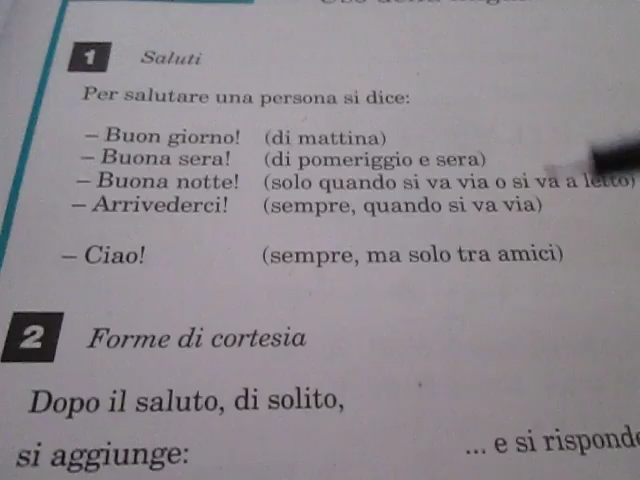 1 Saluti
Per salutare una persona si dice:
– Buon giorno! (di mattina)
– Buona sera! (di pomeriggio e sera)
– Buona notte! (solo quando si va via o si va a letto)
– Arrivederci! (sempre, quando si va via)
– Ciao! (sempre, ma solo tra amici)
2 Forme di cortesia
Dopo il saluto, di solito,
si aggiunge: ... e si risponde